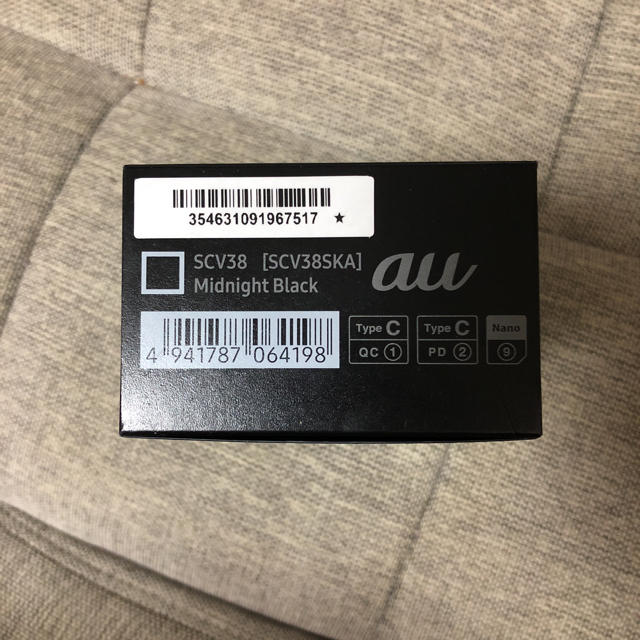 354631091967517 ★
SCV38 [SCV38SKA]
Midnight Black
au
4 941787 064198
Type C
QC 1
Type C
PD 2
Nano
9